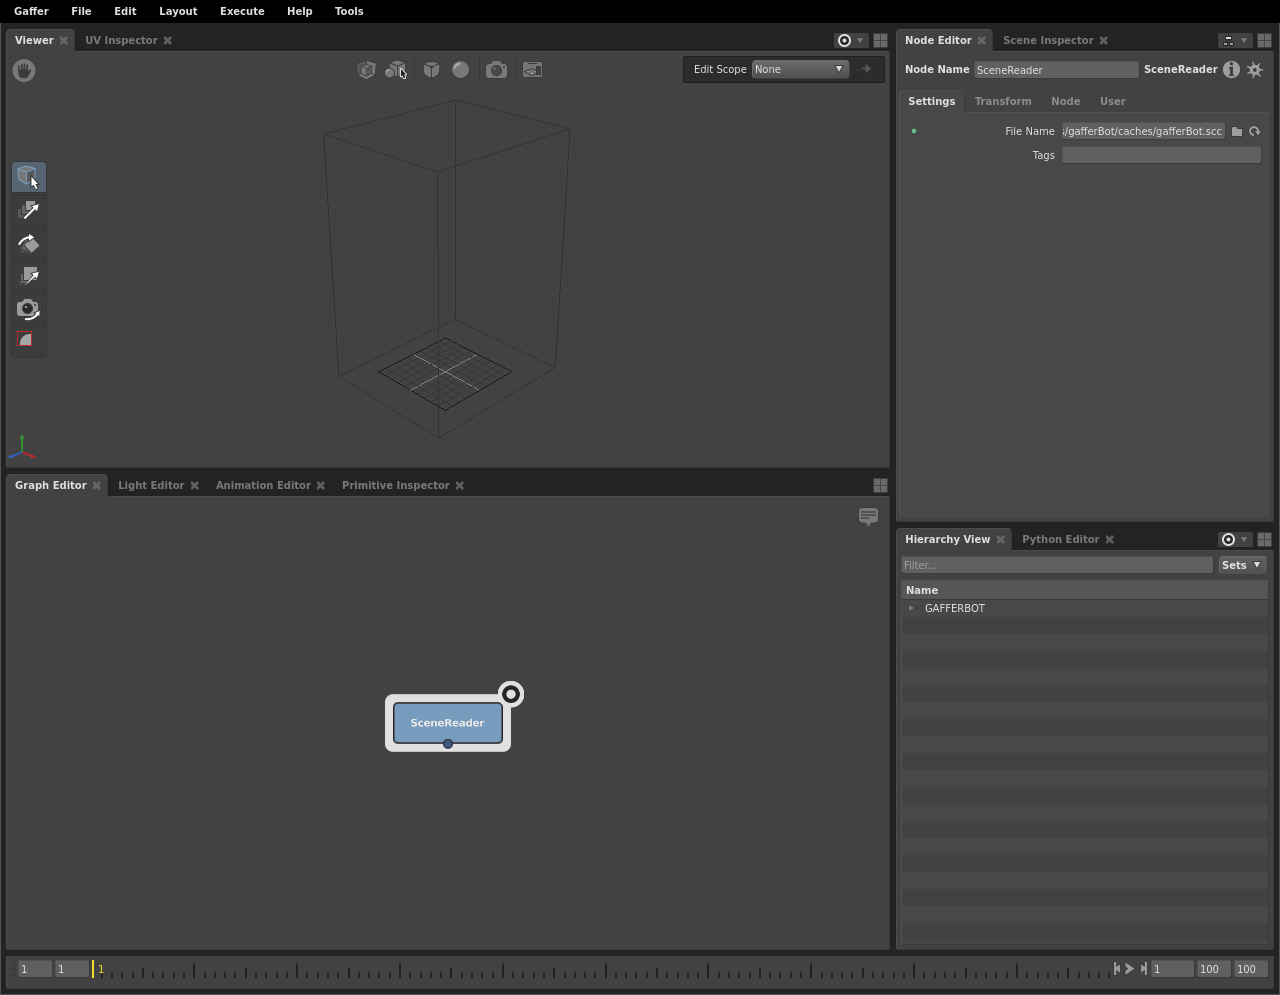 Gaffer File Edit Layout Execute Help Tools
Viewer UV Inspector
Edit Scope None
Node Editor Scene Inspector
Node Name SceneReader SceneReader
Settings Transform Node User
File Name /gafferBot/caches/gafferBot.scc
Tags
Graph Editor Light Editor Animation Editor Primitive Inspector
SceneReader
Hierarchy View Python Editor
Filter... Sets
Name
GAFFERBOT
1 1 1 1 100 100